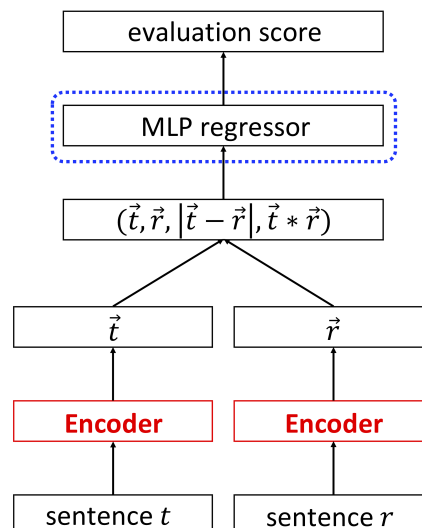 evaluation score
MLP regressor
(t⃗, r⃗, |t⃗ − r⃗|, t⃗ * r⃗)
t⃗
r⃗
Encoder
Encoder
sentence t
sentence r